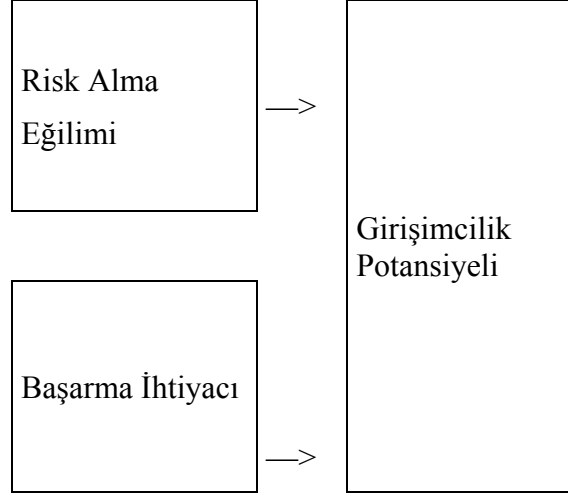 Risk Alma
Eğilimi
—>
Girişimcilik
Potansiyeli
Başarma İhtiyacı
—>